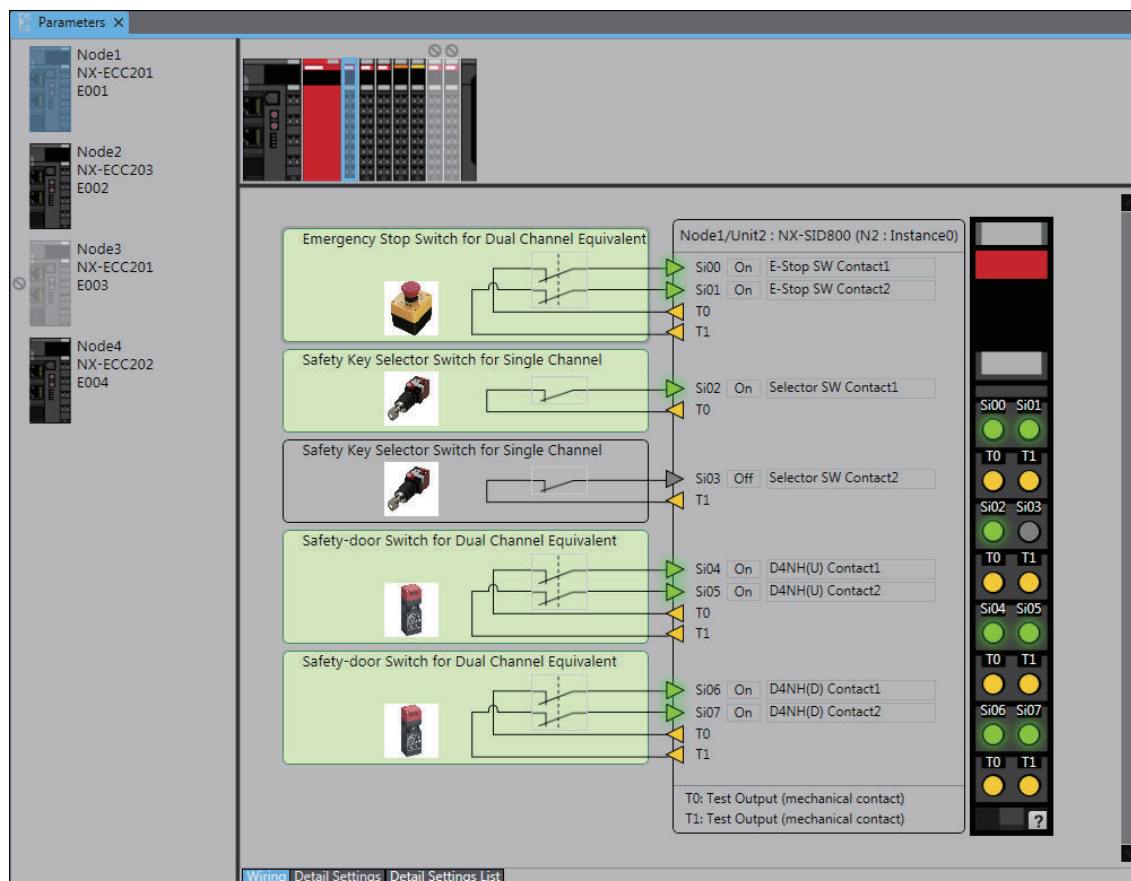 Parameters X
Node1
NX-ECC201
E001
Node2
NX-ECC203
E002
Node3
NX-ECC201
E003
Node4
NX-ECC202
E004
Emergency Stop Switch for Dual Channel Equivalent
Safety Key Selector Switch for Single Channel
Safety Key Selector Switch for Single Channel
Safety-door Switch for Dual Channel Equivalent
Safety-door Switch for Dual Channel Equivalent
Node1/Unit2 : NX-SID800 (N2 : Instance0)
Si00 On E-Stop SW Contact1
Si01 On E-Stop SW Contact2
T0
T1
Si02 On Selector SW Contact1
T0
Si03 Off Selector SW Contact2
T1
Si04 On D4NH(U) Contact1
Si05 On D4NH(U) Contact2
T0
T1
Si06 On D4NH(D) Contact1
Si07 On D4NH(D) Contact2
T0
T1
T0: Test Output (mechanical contact)
T1: Test Output (mechanical contact)
Si00 Si01
T0 T1
Si02 Si03
T0 T1
Si04 Si05
T0 T1
Si06 Si07
T0 T1
?
Wiring Detail Settings Detail Settings List